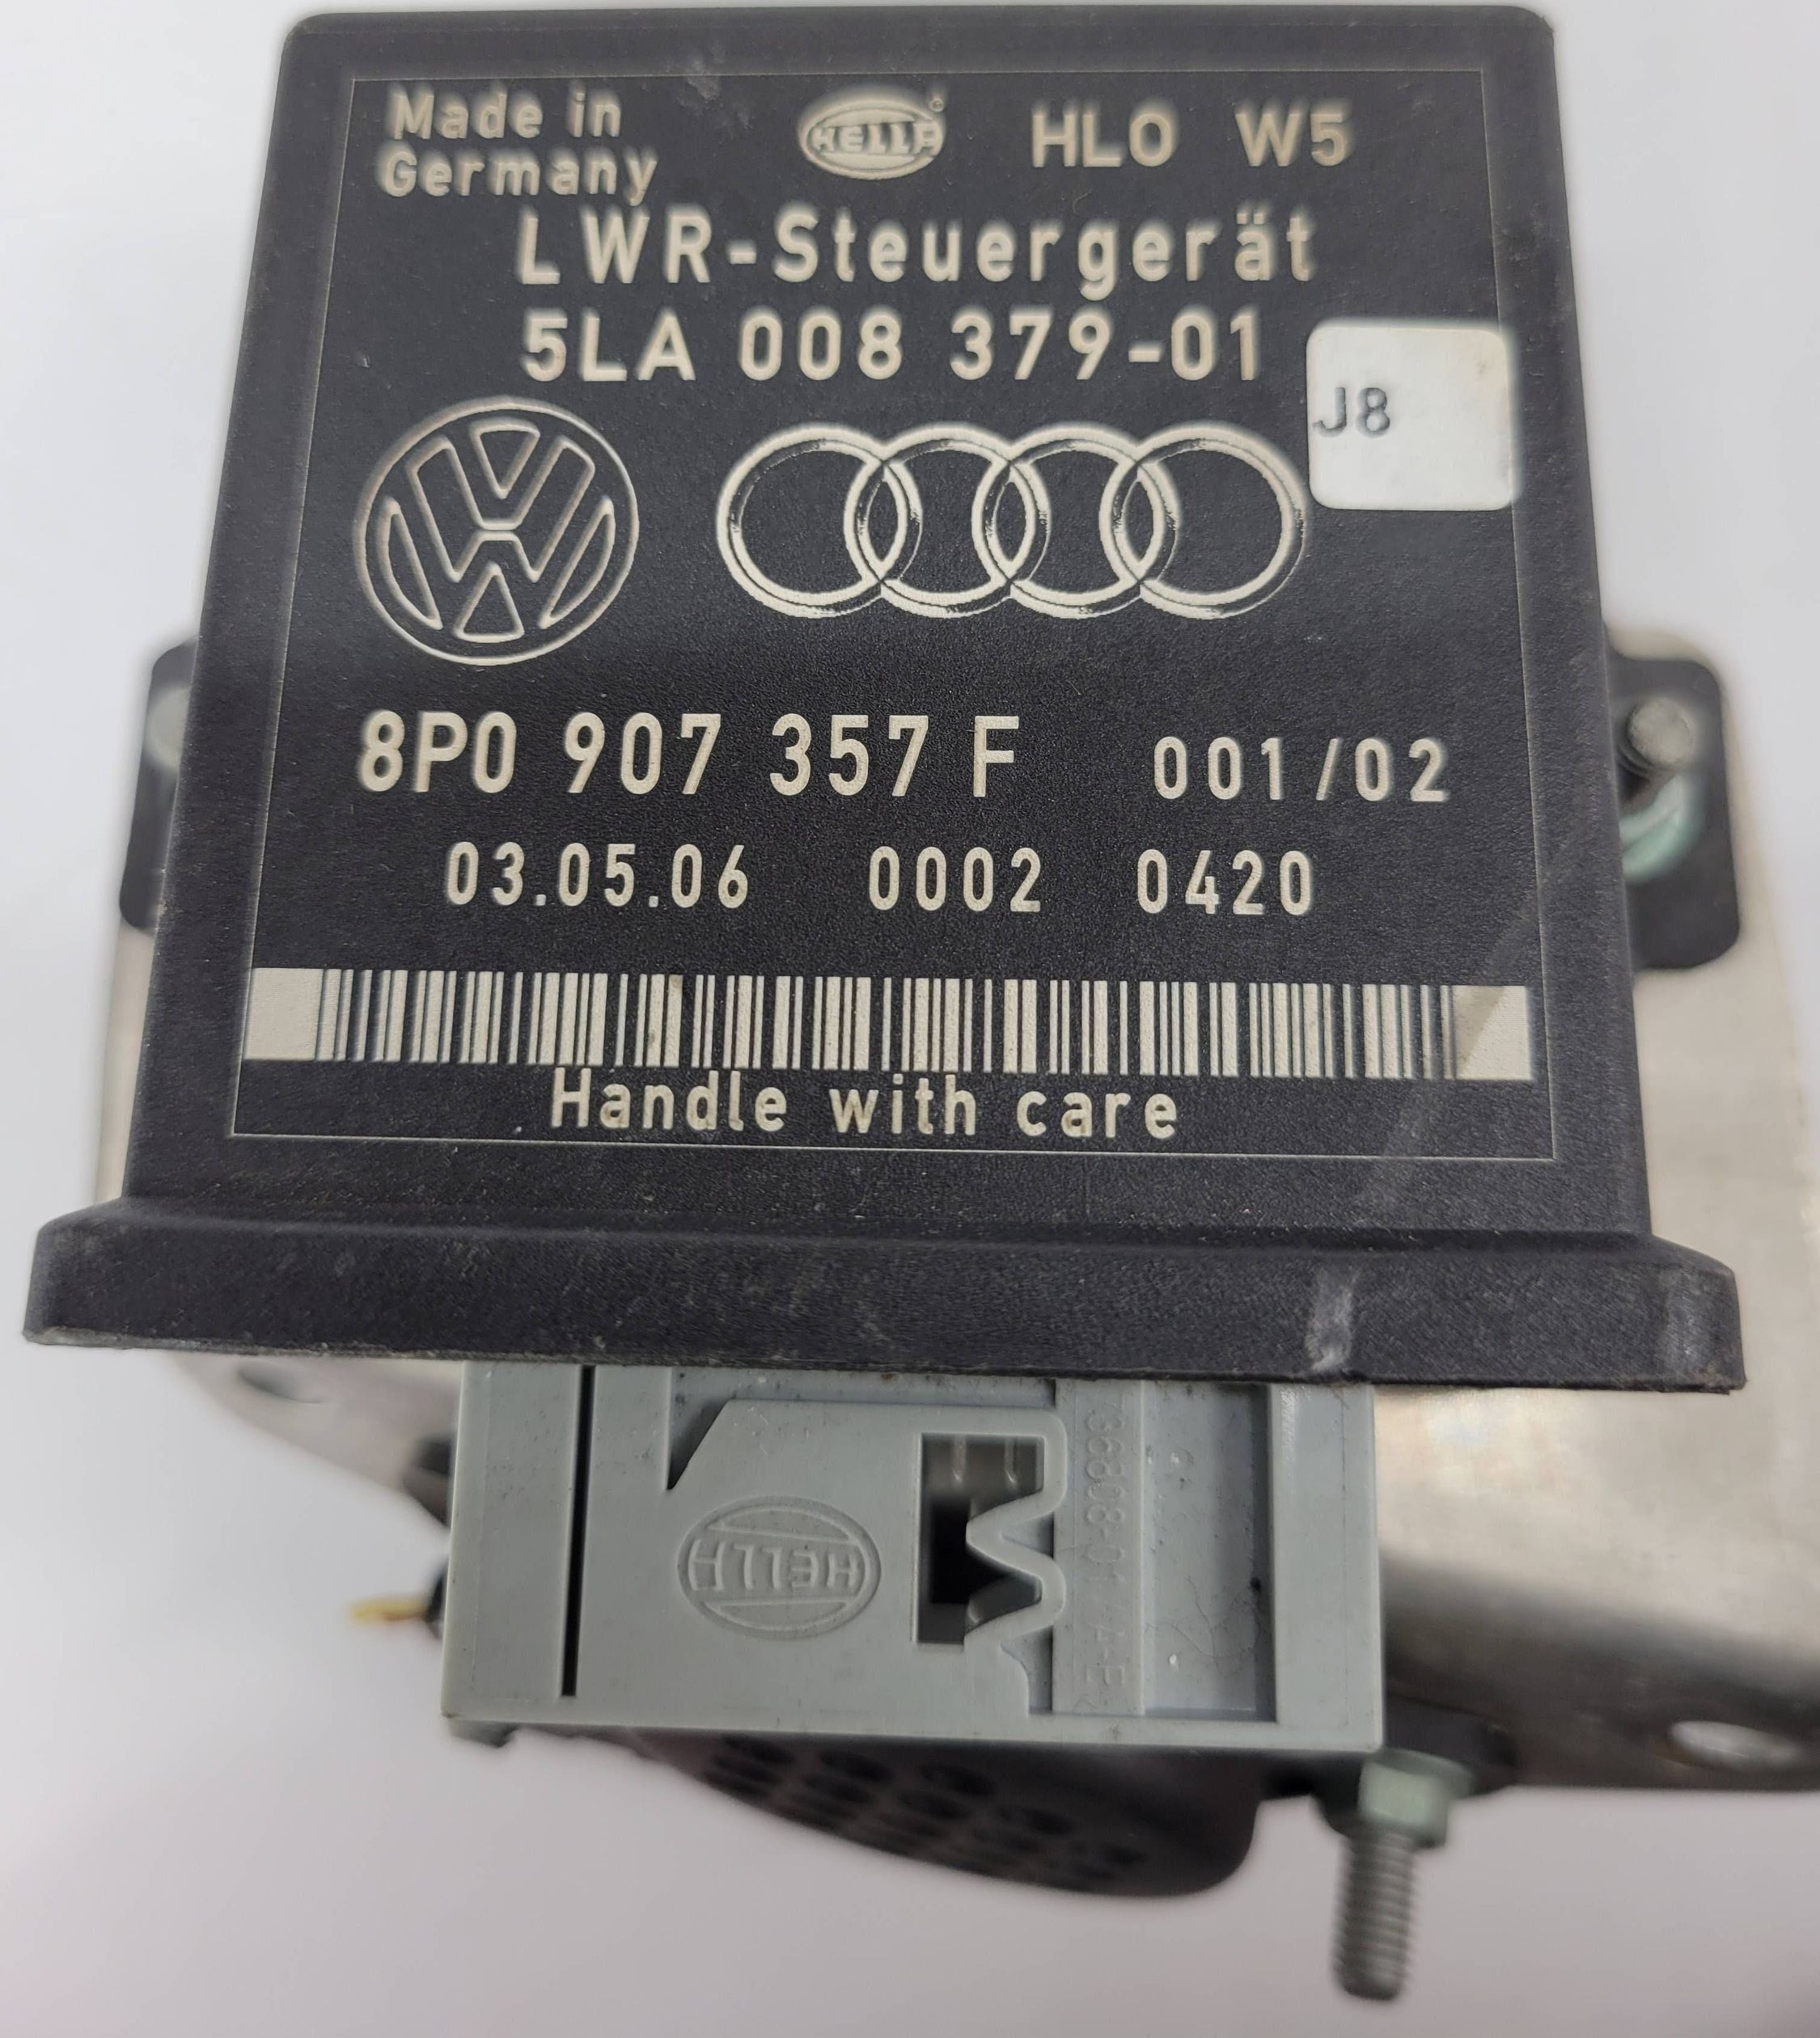 Made in
Germany
HELLA
HL0 W5
LWR-Steuergerät
5LA 008 379-01
J8
8P0 907 357 F 001/02
03.05.06 0002 0420
Handle with care
HELLA